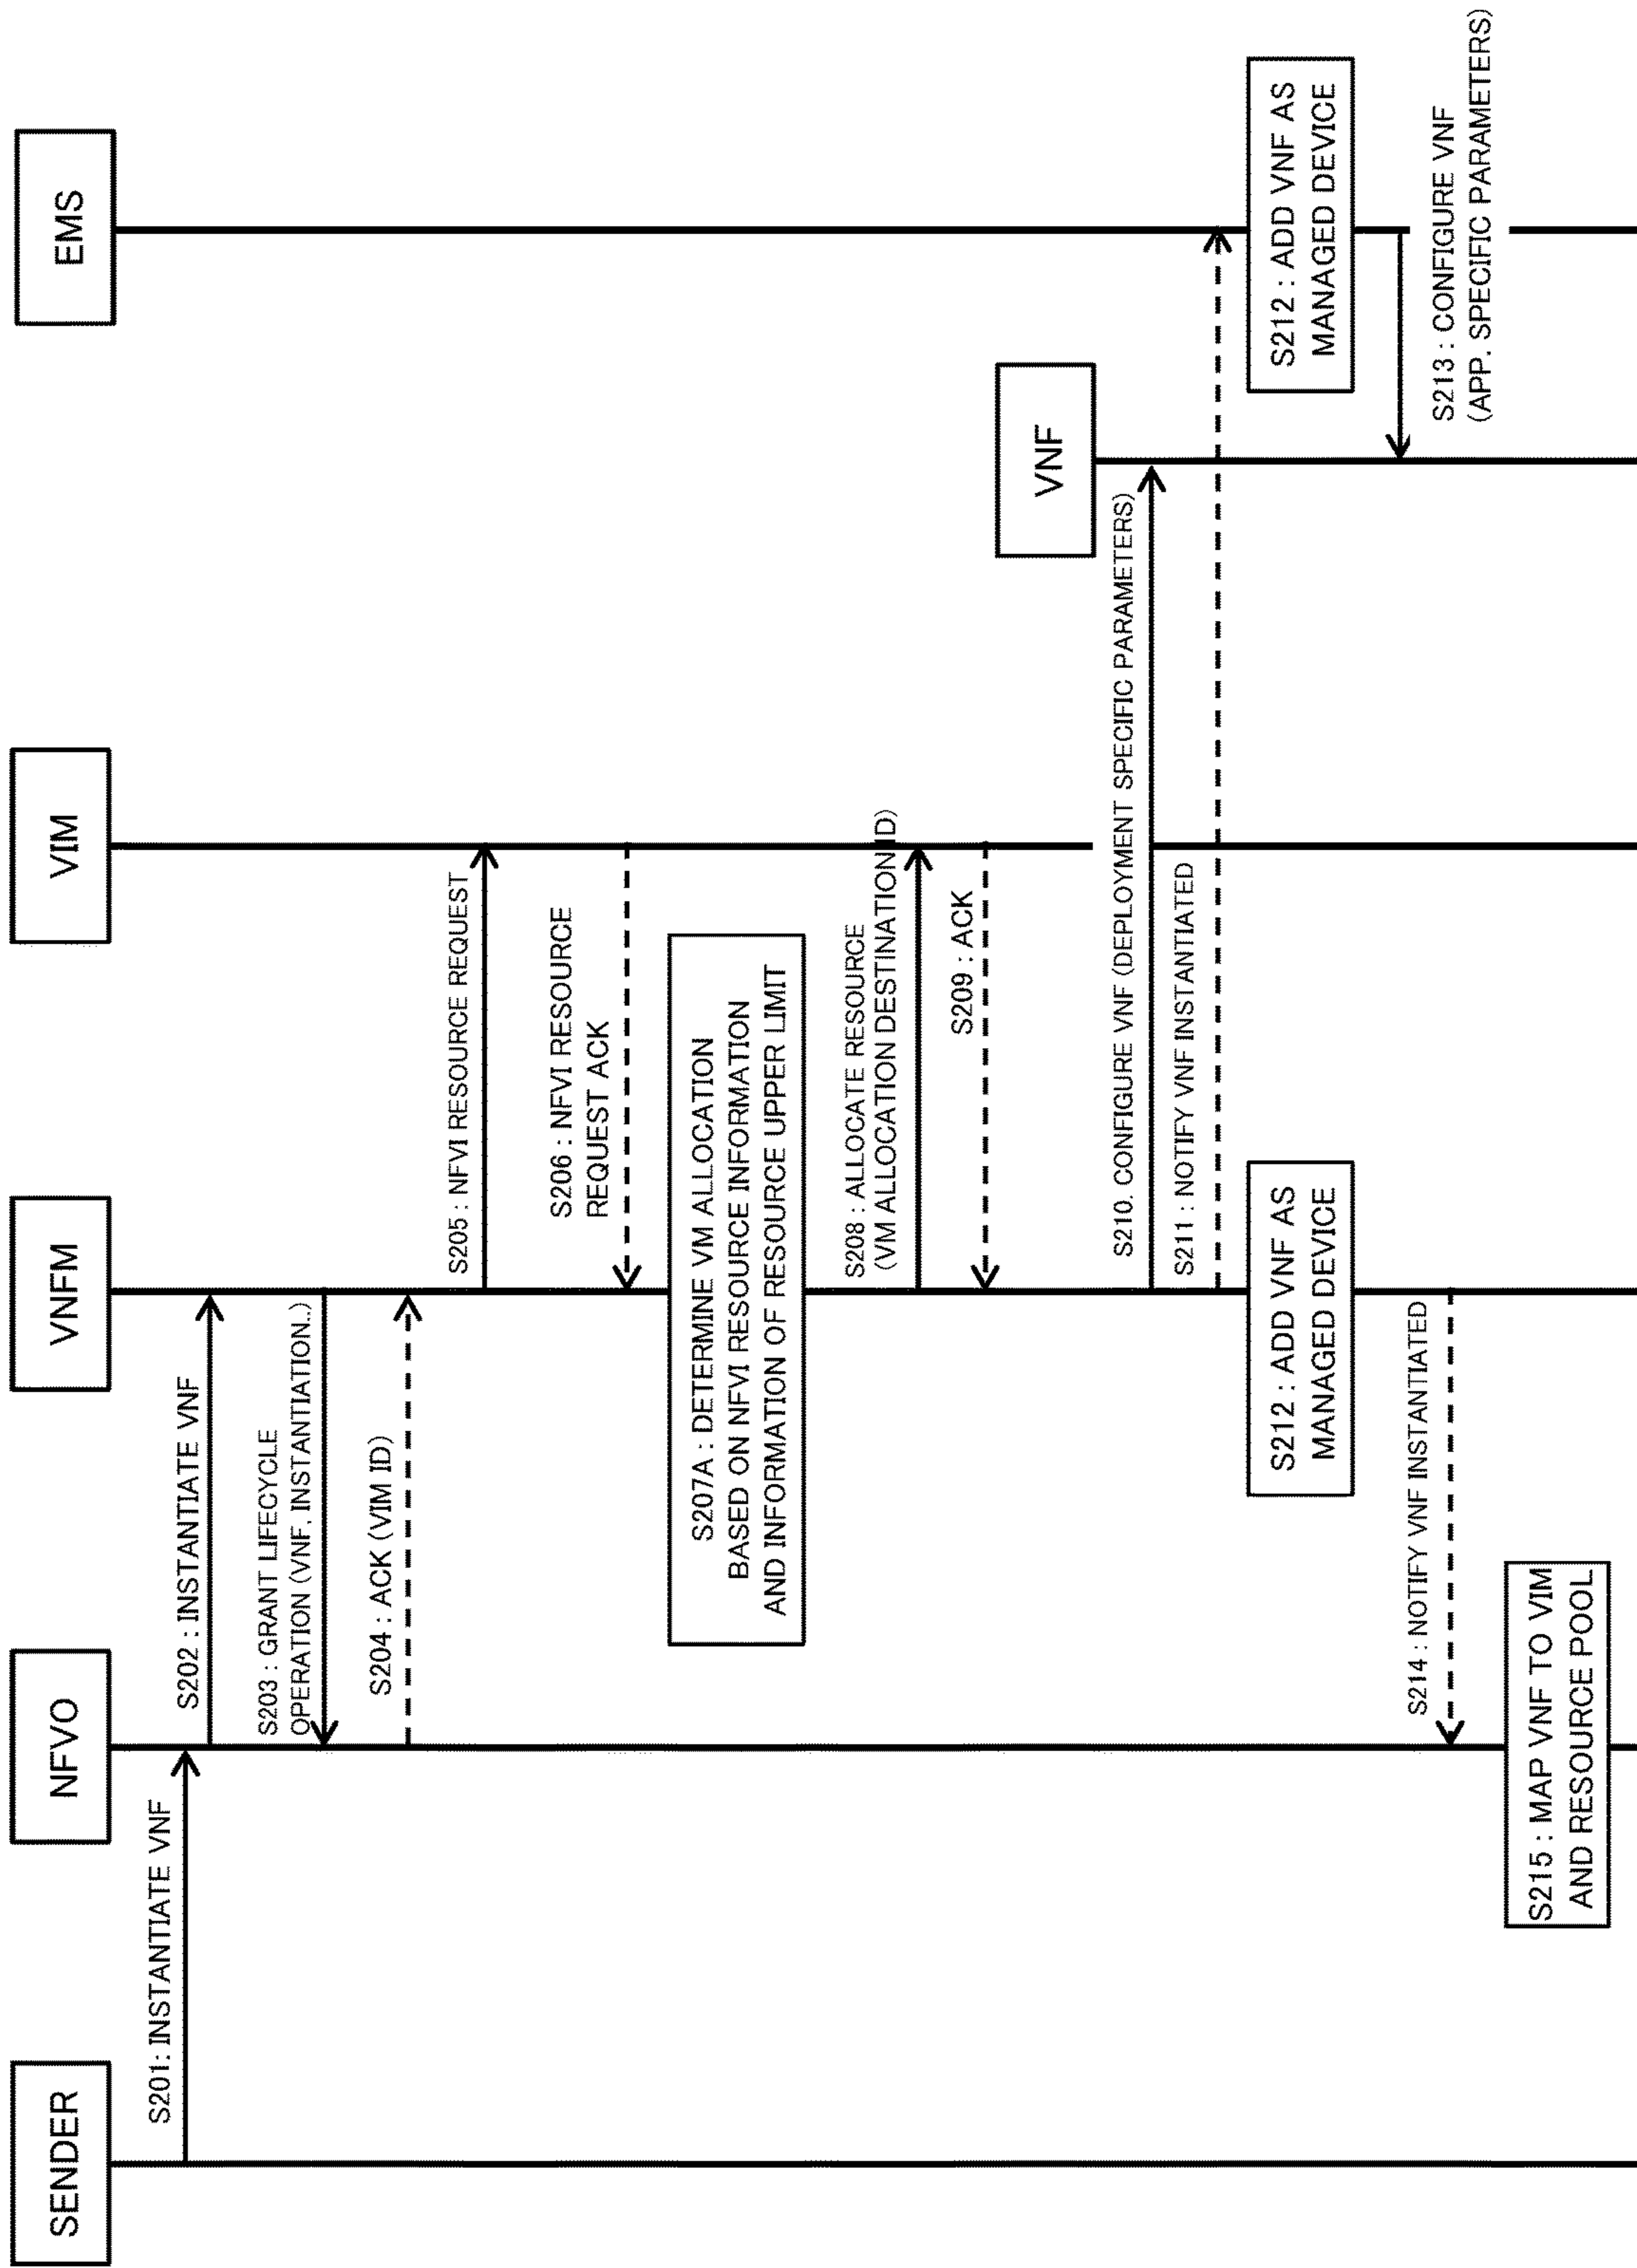 SENDER
NFVO
VNFM
VIM
EMS
S201: INSTANTIATE VNF
S202 : INSTANTIATE VNF
S203 : GRANT LIFECYCLE
OPERATION (VNF, INSTANTIATION..)
S204 : ACK (VIM ID)
S205 : NFVI RESOURCE REQUEST
S206 : NFVI RESOURCE
REQUEST ACK
S207A : DETERMINE VM ALLOCATION
BASED ON NFVI RESOURCE INFORMATION
AND INFORMATION OF RESOURCE UPPER LIMIT
S208 : ALLOCATE RESOURCE
(VM ALLOCATION DESTINATION ID)
S209 : ACK
VNF
S210. CONFIGURE VNF (DEPLOYMENT SPECIFIC PARAMETERS)
S211 : NOTIFY VNF INSTANTIATED
S212 : ADD VNF AS
MANAGED DEVICE
S212 : ADD VNF AS
MANAGED DEVICE
S213 : CONFIGURE VNF
(APP. SPECIFIC PARAMETERS)
S214 : NOTIFY VNF INSTANTIATED
S215 : MAP VNF TO VIM
AND RESOURCE POOL